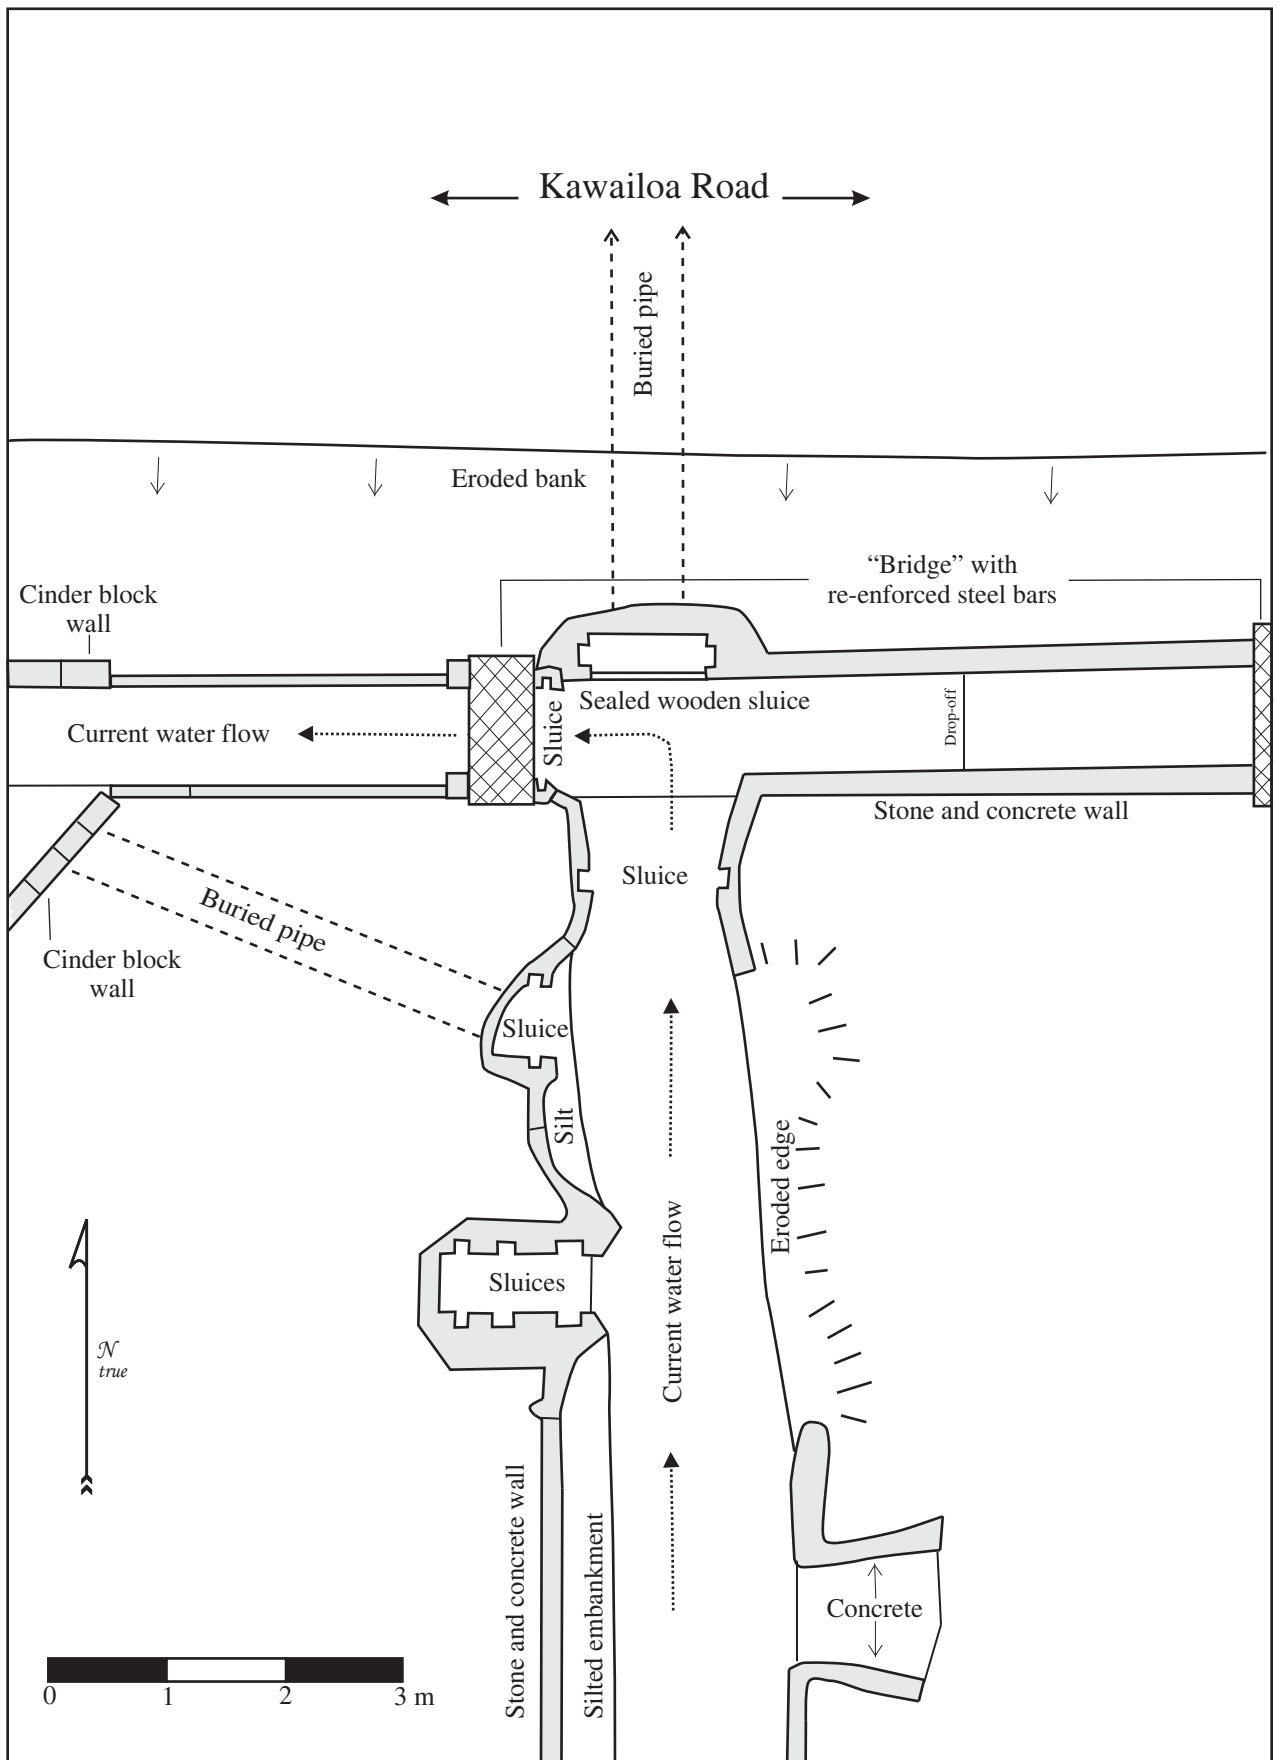 Kawailoa Road
Buried pipe
Eroded bank
“Bridge” with
re-enforced steel bars
Cinder block
wall
Sealed wooden sluice
Sluice
Drop-off
Current water flow
Stone and concrete wall
Sluice
Buried pipe
Cinder block
wall
Sluice
Silt
Eroded edge
Sluices
Current water flow
N
true
Stone and concrete wall
Silted embankment
Concrete
0 1 2 3 m